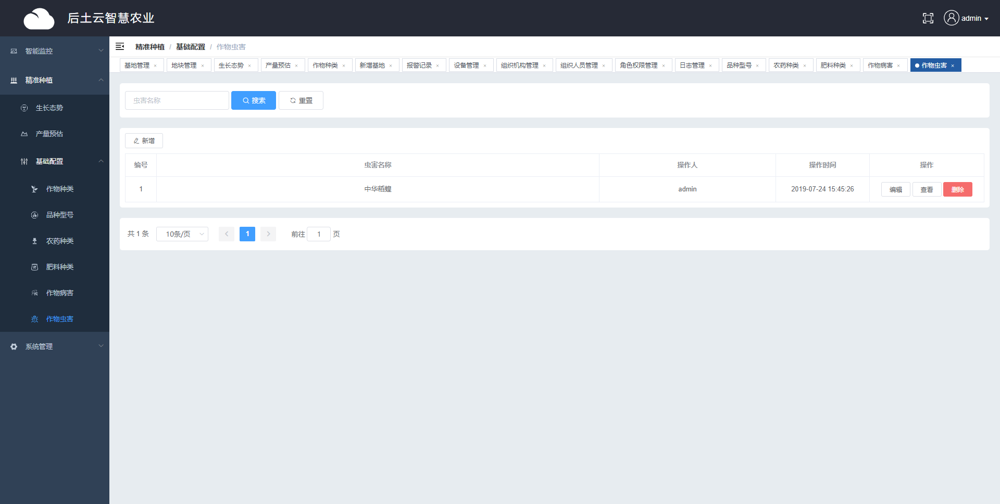 后土云智慧农业
admin
智能监控
精准种植
生长态势
产量预估
基础配置
作物种类
品种型号
农药种类
肥料种类
作物病害
作物虫害
系统管理
精准种植 / 基础配置 / 作物虫害
基地管理 × 地块管理 × 生长态势 × 产量预估 × 作物种类 × 新增基地 × 报警记录 × 设备管理 × 组织机构管理 × 组织人员管理 × 角色权限管理 × 日志管理 × 品种型号 × 农药种类 × 肥料种类 × 作物病害 × 作物虫害 ×
虫害名称 搜索 重置
新增
编号 虫害名称 操作人 操作时间 操作
1 中华稻蝗 admin 2019-07-24 15:45:26 编辑 查看 删除
共 1 条 10条/页 1 前往 1 页